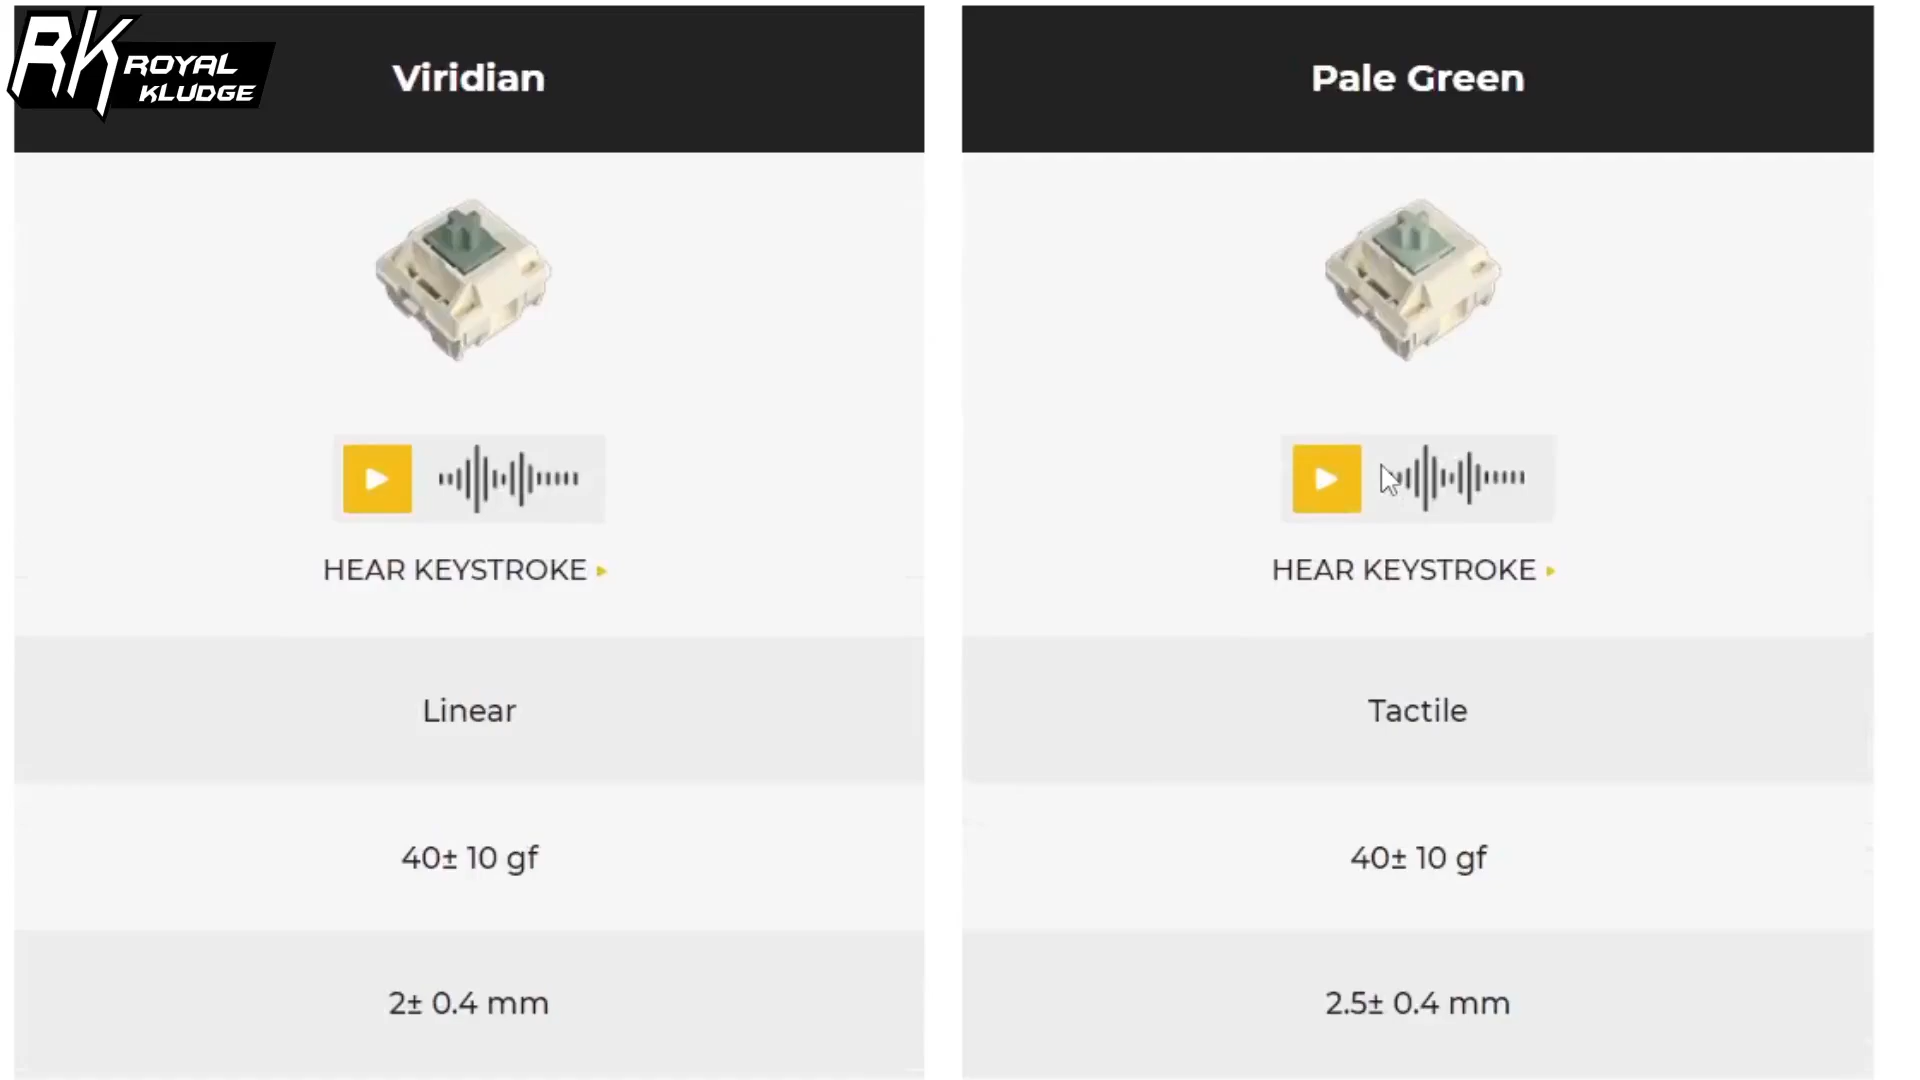 RK ROYAL
KLUDGE
Viridian
Pale Green
HEAR KEYSTROKE
HEAR KEYSTROKE
Linear
Tactile
40± 10 gf
40± 10 gf
2± 0.4 mm
2.5± 0.4 mm